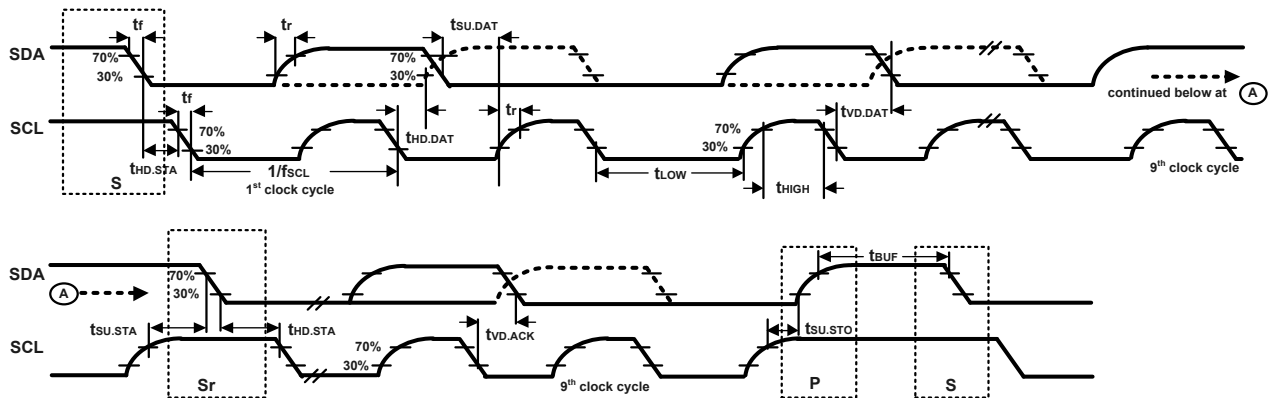 tf
tr
tSU.DAT
SDA
70%
30%
70%
30%
continued below at A
tf
tHD.DAT
tr
tVD.DAT
SCL
70%
30%
70%
30%
tHD.STA
S
1/fSCL
1st clock cycle
tLOW
tHIGH
9th clock cycle
SDA
70%
30%
A
tBUF
tSU.STA
tHD.STA
tVD.ACK
tSU.STO
SCL
70%
30%
Sr
9th clock cycle
P
S